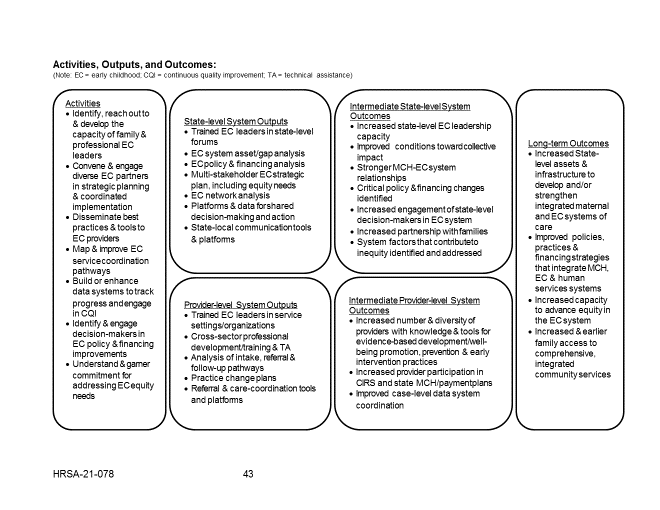 Activities, Outputs, and Outcomes:
(Note: EC = early childhood; CQI = continuous quality improvement; TA = technical assistance)
Activities
• Identify, reach out to
& develop the
capacity of family &
professional EC
leaders
• Convene & engage
diverse EC partners
in strategic planning
& coordinated
implementation
• Disseminate best
practices & tools to
EC providers
• Map & improve EC
service coordination
pathways
• Build or enhance
data systems to track
progress and engage
in CQI
• Identify & engage
decision-makers in
EC policy & financing
improvements
• Understand & garner
commitment for
addressing EC equity
needs
State-level System Outputs
• Trained EC leaders in state-level
forums
• EC system asset/gap analysis
• EC policy & financing analysis
• Multi-stakeholder EC strategic
plan, including equity needs
• EC network analysis
• Platforms & data for shared
decision-making and action
• State-local communication tools
& platforms
Provider-level System Outputs
• Trained EC leaders in service
settings/organizations
• Cross-sector professional
development/training & TA
• Analysis of intake, referral &
follow-up pathways
• Practice change plans
• Referral & care-coordination tools
and platforms
Intermediate State-level System
Outcomes
• Increased state-level EC leadership
capacity
• Improved conditions toward collective
impact
• Stronger MCH-EC system
relationships
• Critical policy & financing changes
identified
• Increased engagement of state-level
decision-makers in EC system
• Increased partnership with families
• System factors that contribute to
inequity identified and addressed
Intermediate Provider-level System
Outcomes
• Increased number & diversity of
providers with knowledge & tools for
evidence-based development/well-
being promotion, prevention & early
intervention practices
• Increased provider participation in
CIRS and state MCH/payment plans
• Improved case-level data system
coordination
Long-term Outcomes
• Increased State-
level assets &
infrastructure to
develop and/or
strengthen
integrated maternal
and EC systems of
care
• Improved policies,
practices &
financing strategies
that integrate MCH,
EC & human
services systems
• Increased capacity
to advance equity in
the EC system
• Increased & earlier
family access to
comprehensive,
integrated
community services
HRSA-21-078 43